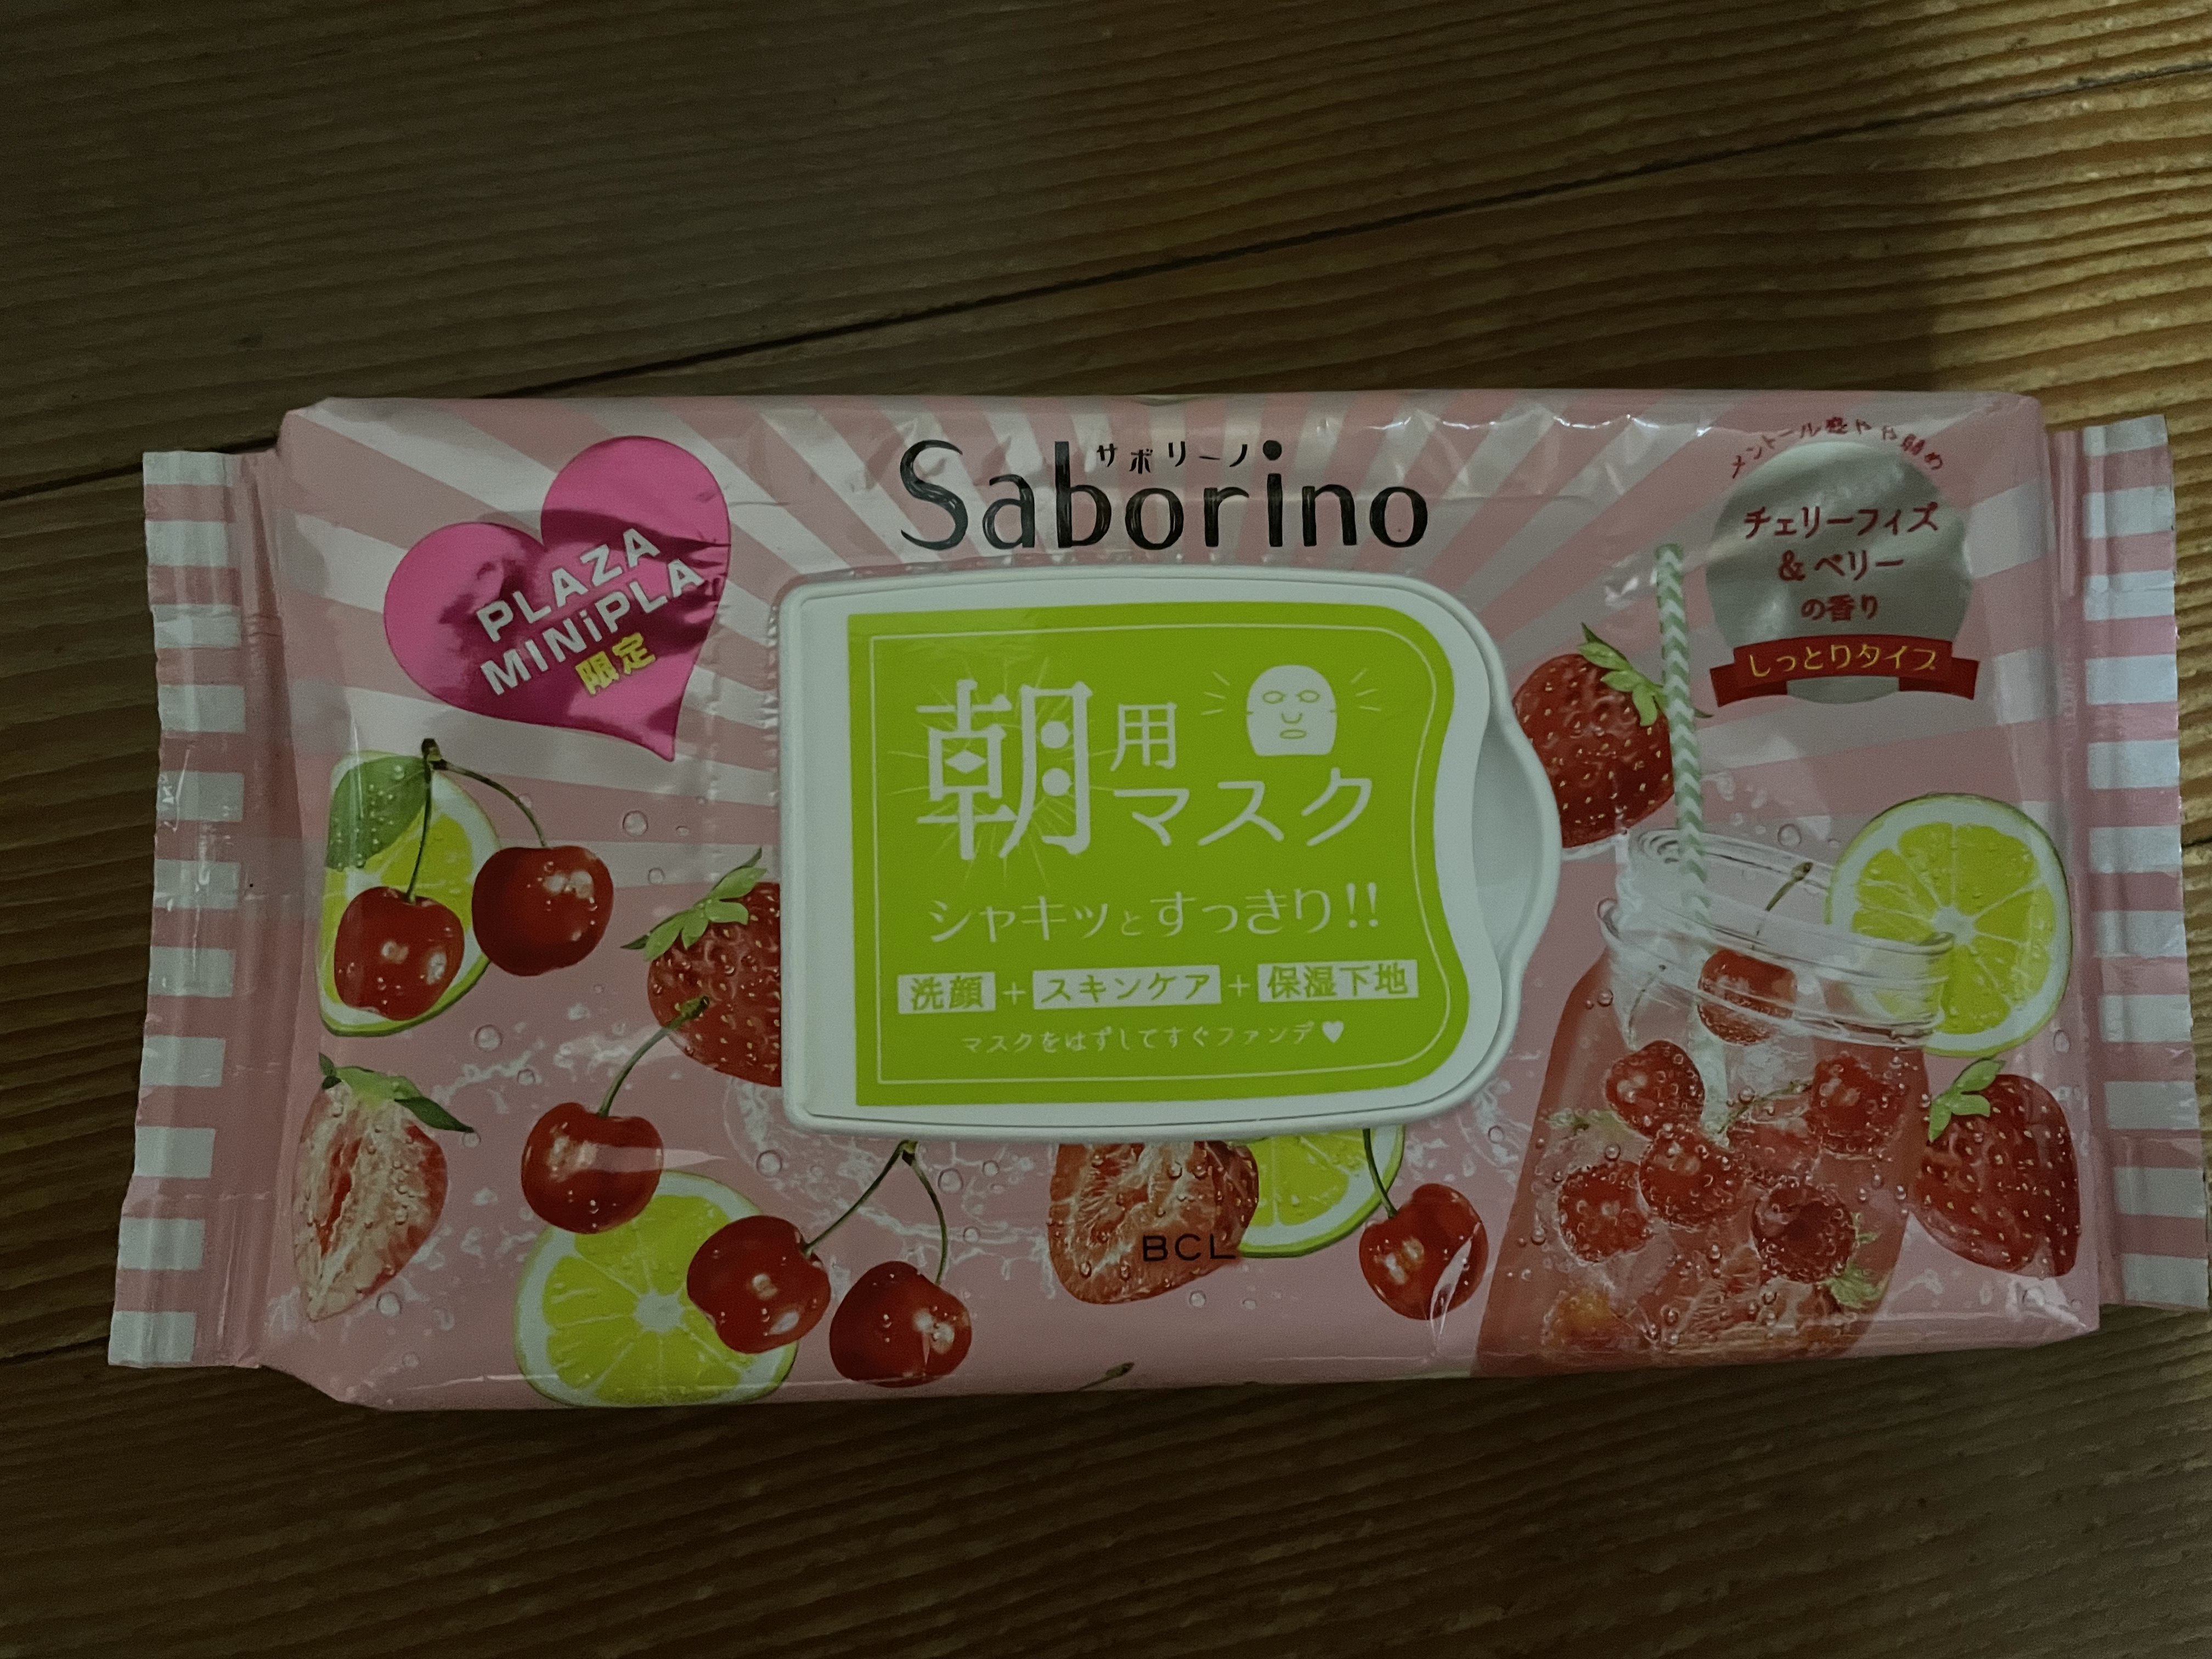 サボリーノ
Saborino
PLAZA
MINiPLA
限定
メントール感やや弱め
チェリーフィズ
&ベリー
の香り
しっとりタイプ
朝用
マスク
シャキッとすっきり!!
洗顔+スキンケア+保湿下地
マスクをはずしてすぐファンデ♥
BCL